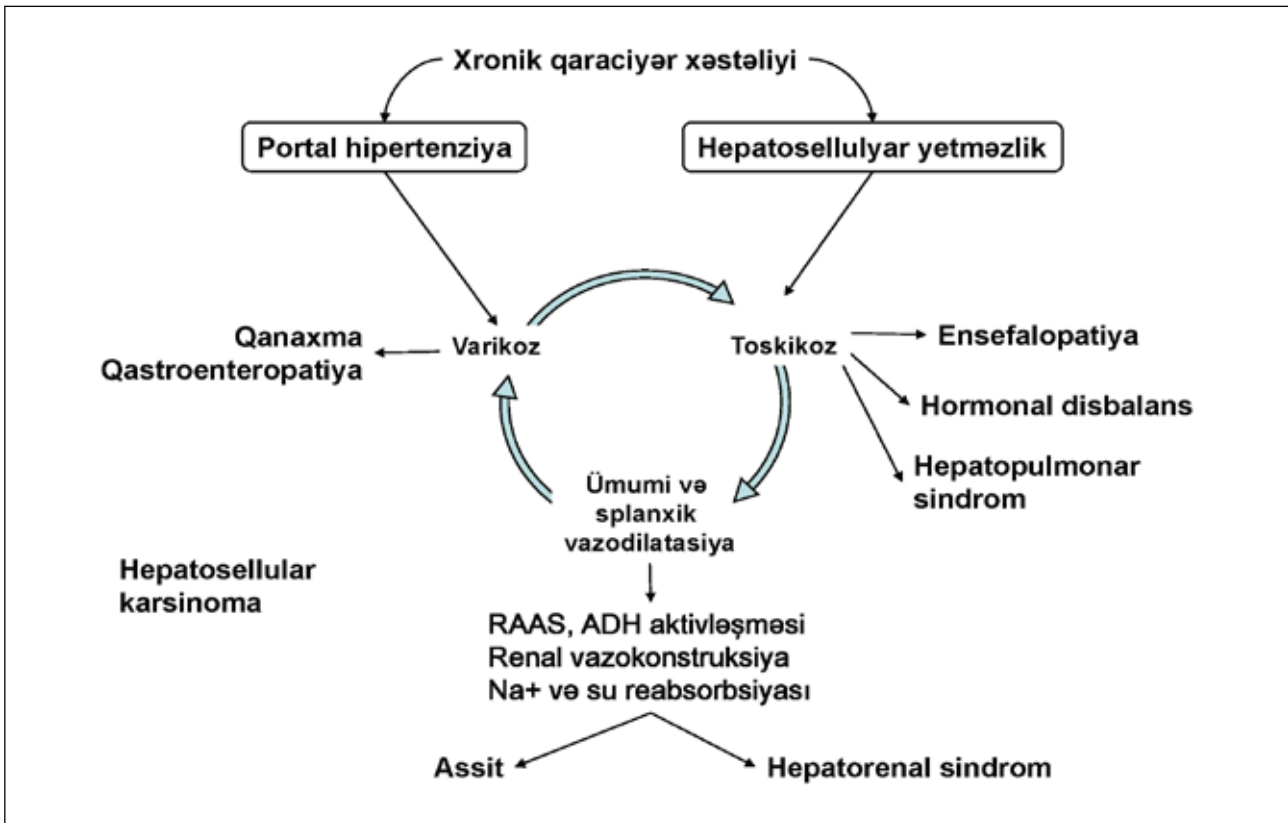 Xronik qaraciyər xəstəliyi
Portal hipertenziya
Hepatosellulyar yetməzlik
Qanaxma
Qastroenteropatiya
Varikoz
Toskikoz
Ensefalopatiya
Hormonal disbalans
Hepatopulmonar
sindrom
Ümumi və
splanxik
vazodilatasiya
Hepatosellular
karsinoma
RAAS, ADH aktivləşməsi
Renal vazokonstruksiya
Na+ və su reabsorbsiyası
Assit
Hepatorenal sindrom